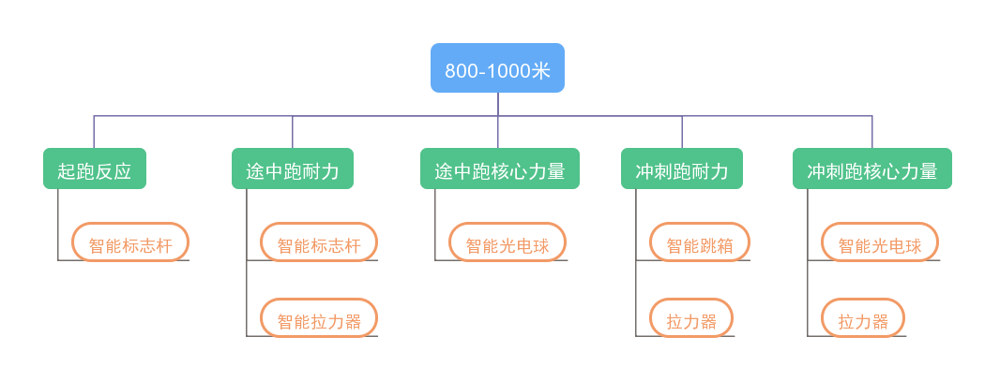 800-1000米
起跑反应
途中跑耐力
途中跑核心力量
冲刺跑耐力
冲刺跑核心力量
智能标志杆
智能标志杆
智能光电球
智能跳箱
智能光电球
智能拉力器
拉力器
拉力器